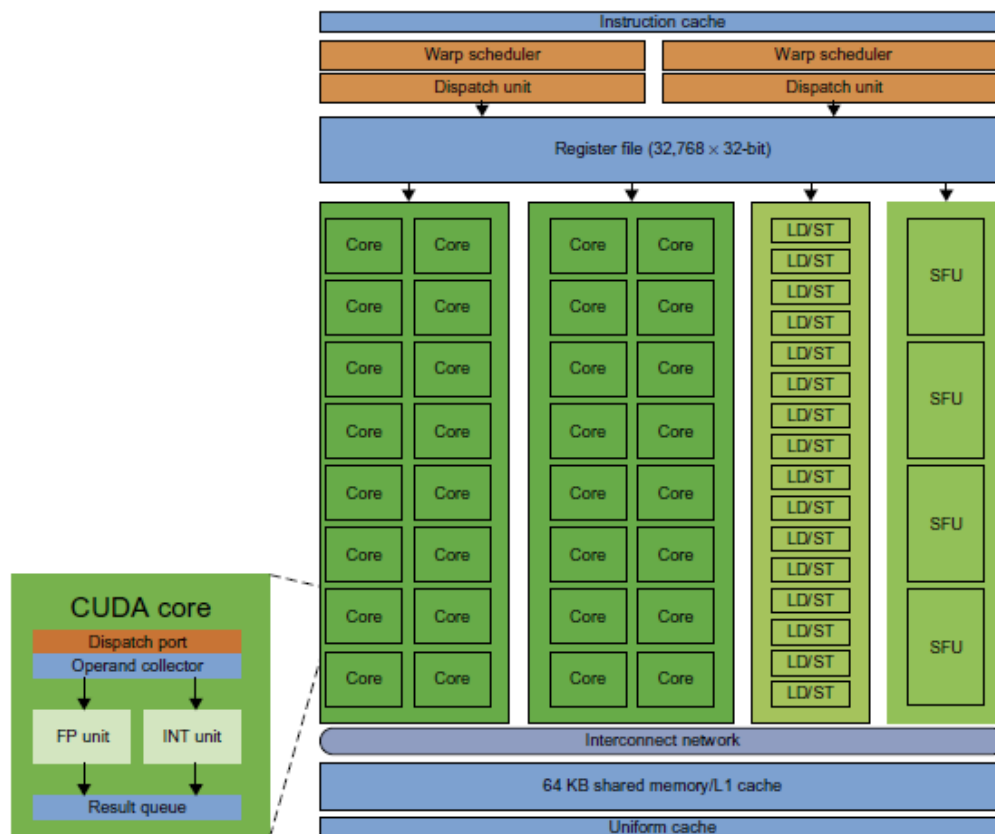 Instruction cache
Warp scheduler Warp scheduler
Dispatch unit Dispatch unit
Register file (32,768 × 32-bit)
Core Core Core Core LD/ST SFU
LD/ST
Core Core Core Core LD/ST
LD/ST
Core Core Core Core LD/ST SFU
LD/ST
Core Core Core Core LD/ST
LD/ST
Core Core Core Core LD/ST SFU
LD/ST
Core Core Core Core LD/ST
LD/ST
Core Core Core Core LD/ST SFU
LD/ST
Core Core Core Core LD/ST
LD/ST
CUDA core
Dispatch port
Operand collector
FP unit INT unit
Result queue
Interconnect network
64 KB shared memory/L1 cache
Uniform cache